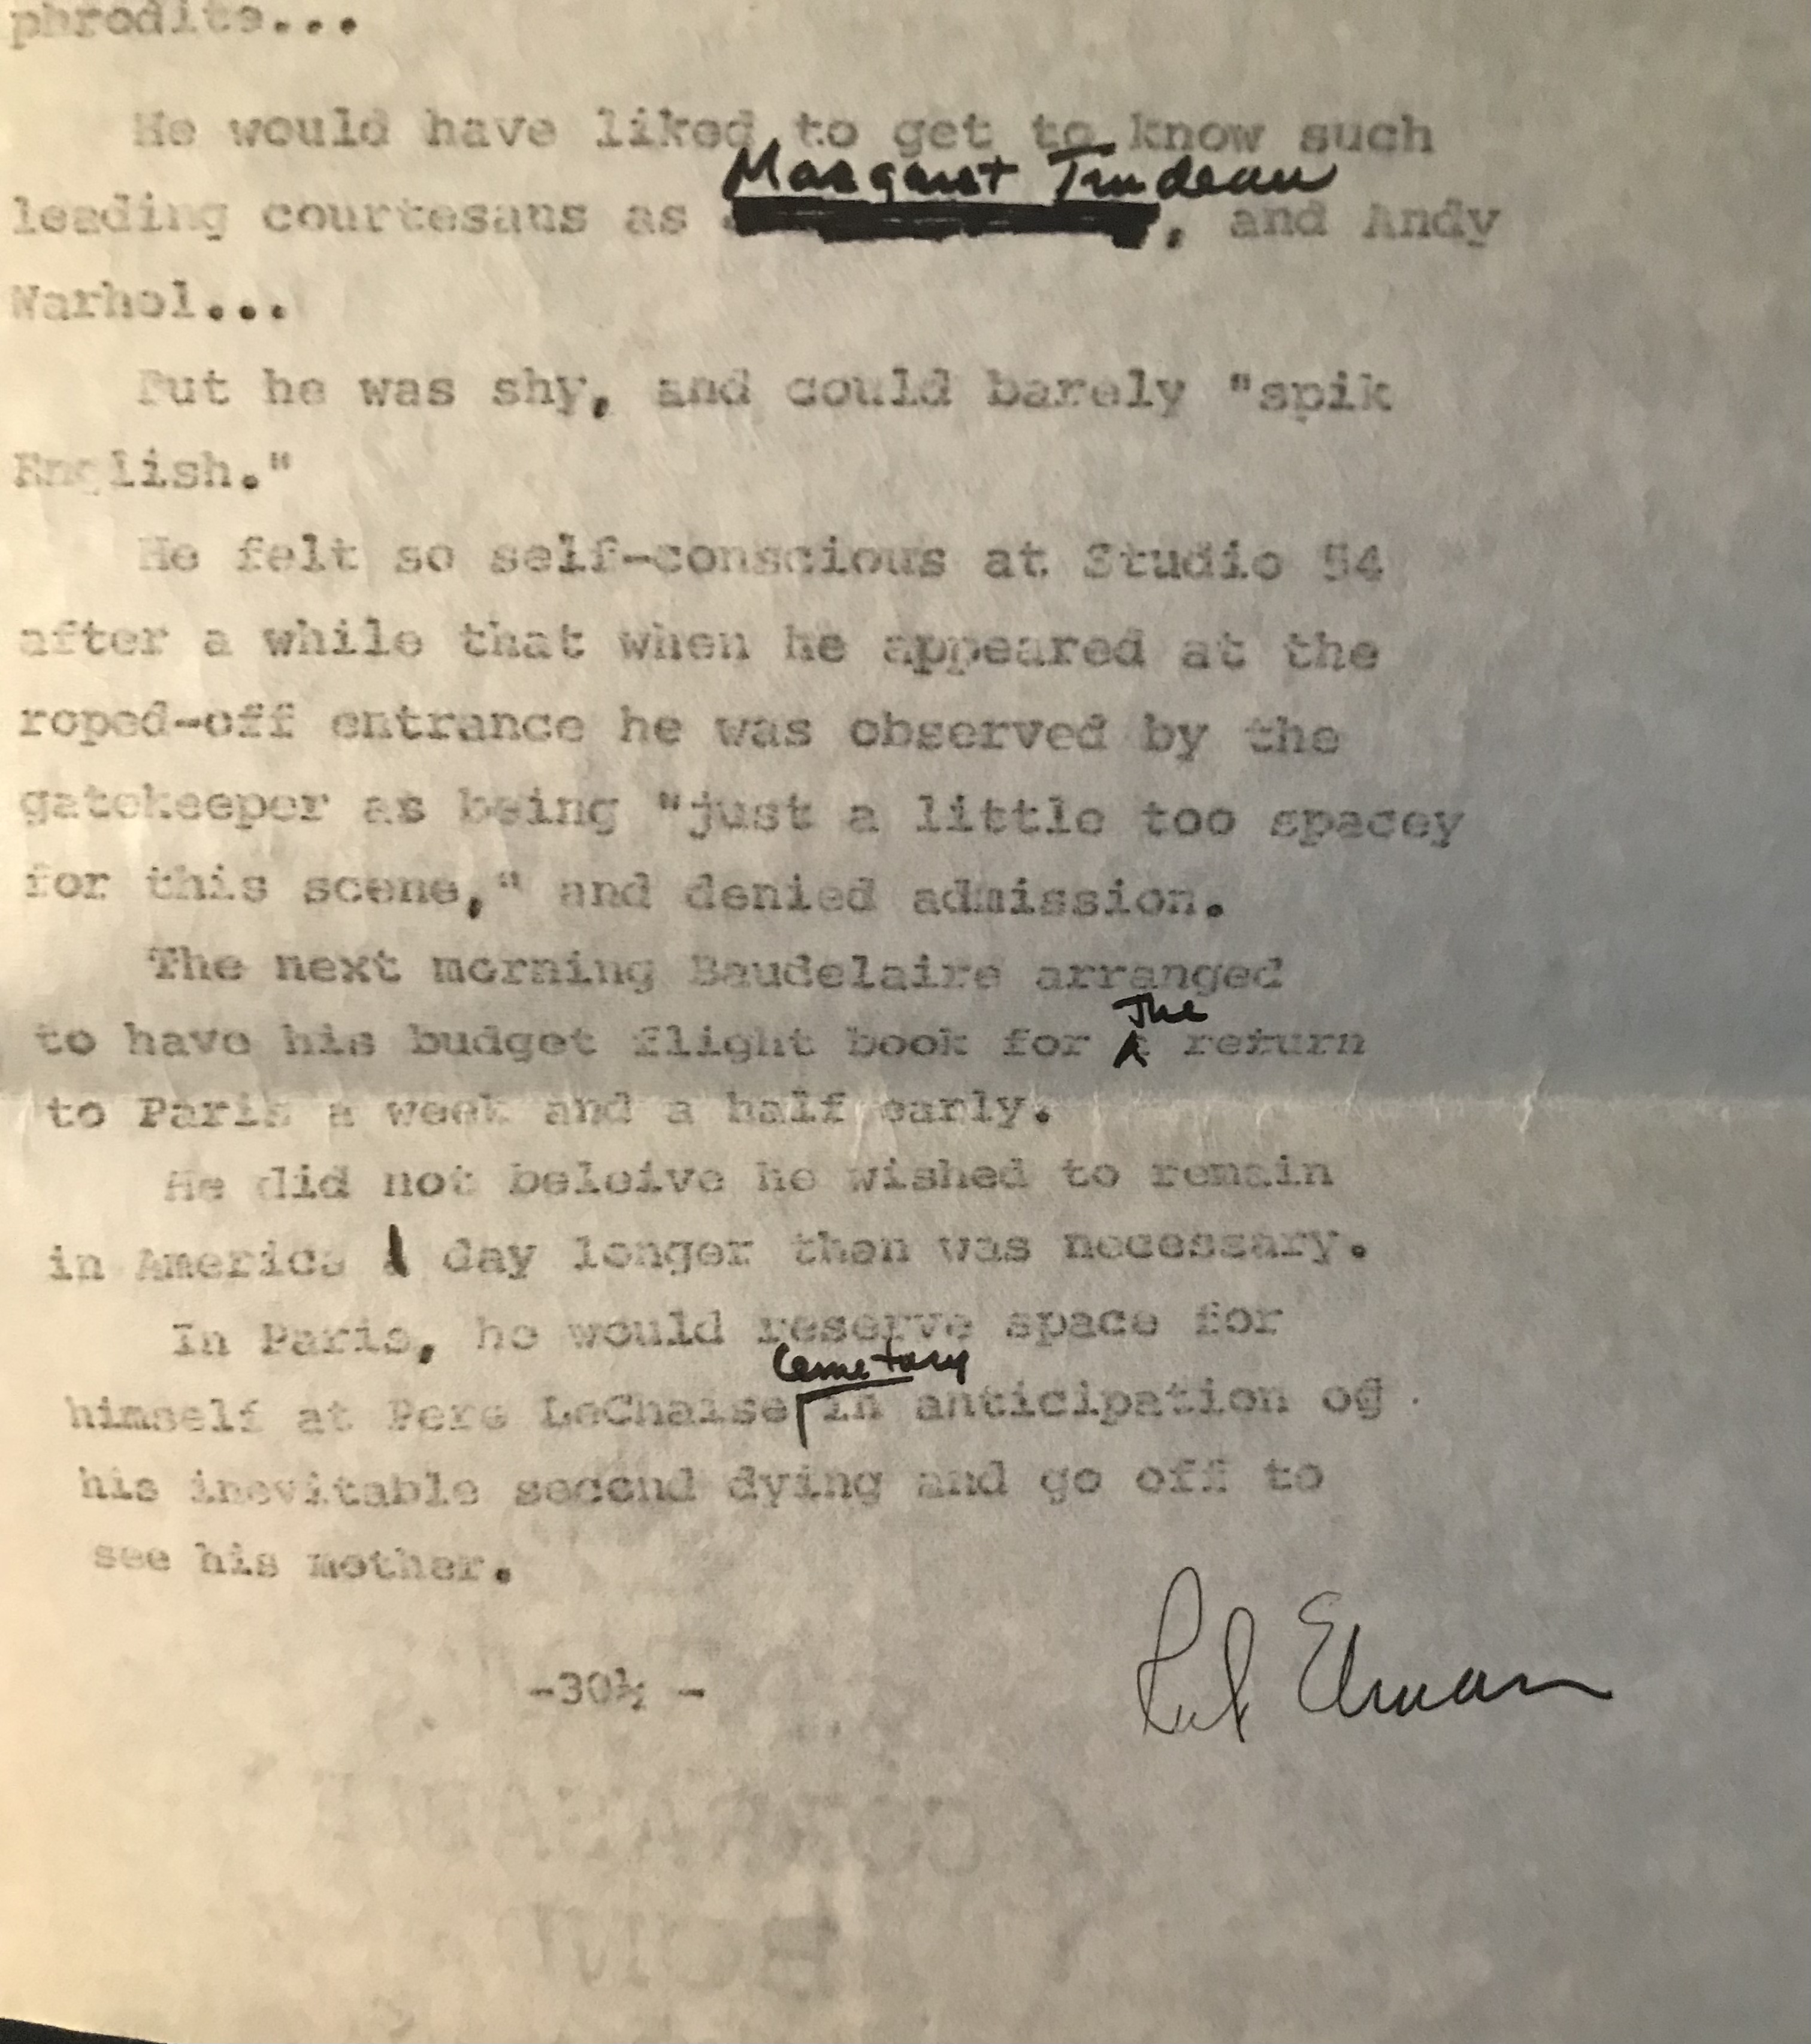 phrodite...
He would have liked to get to know such
Margaret Trudeau
leading courtesans as , and Andy
Warhol...
But he was shy, and could barely "spik
English."
He felt so self-conscious at Studio 54
after a while that when he appeared at the
roped-off entrance he was observed by the
gatekeeper as being "just a little too spacey
for this scene," and denied admission.
The next morning Baudelaire arranged
The
to have his budget flight book for return
to Paris a week and a half early.
He did not beleive he wished to remain
in America a day longer than was necessary.
In Paris, he would reserve space for
Cemetary
himself at Pere LaChaise in anticipation og
his inevitable second dying and go off to
see his mother.
-30½ -
Elman